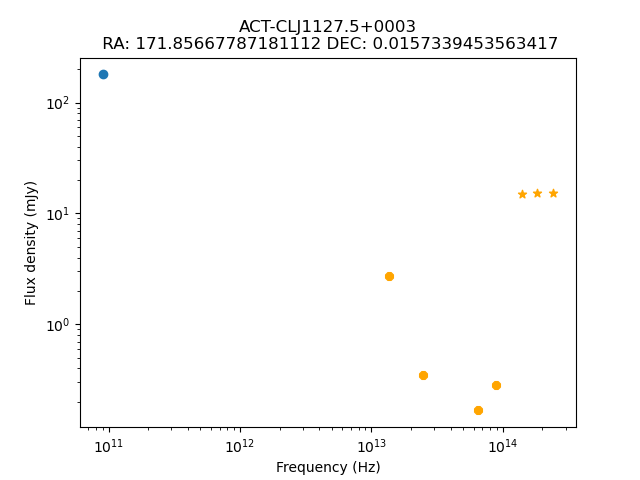 ACT-CLJ1127.5+0003
RA: 171.85667787181112 DEC: 0.0157339453563417
Flux density (mJy)
10²
10¹
10⁰
10¹¹
10¹²
10¹³
10¹⁴
Frequency (Hz)